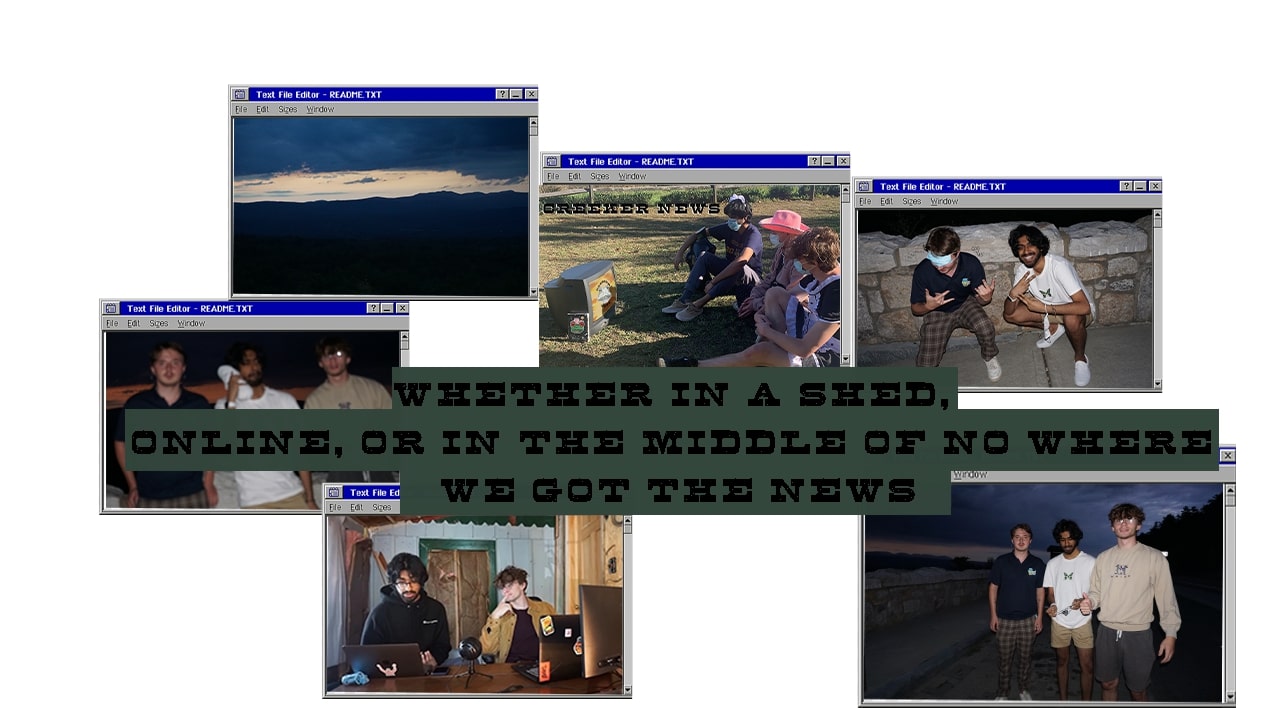 Text File Editor - README.TXT
File Edit Sizes Window
Text File Editor - README.TXT
File Edit Sizes Window
CREEKER NEWS
Text File Editor - README.TXT
File Edit Sizes Window
Text File Editor - README.TXT
File Edit Sizes Window
WHETHER IN A SHED,
ONLINE, OR IN THE MIDDLE OF NO WHERE
WE GOT THE NEWS
Text File Ed
File Edit Sizes
Window